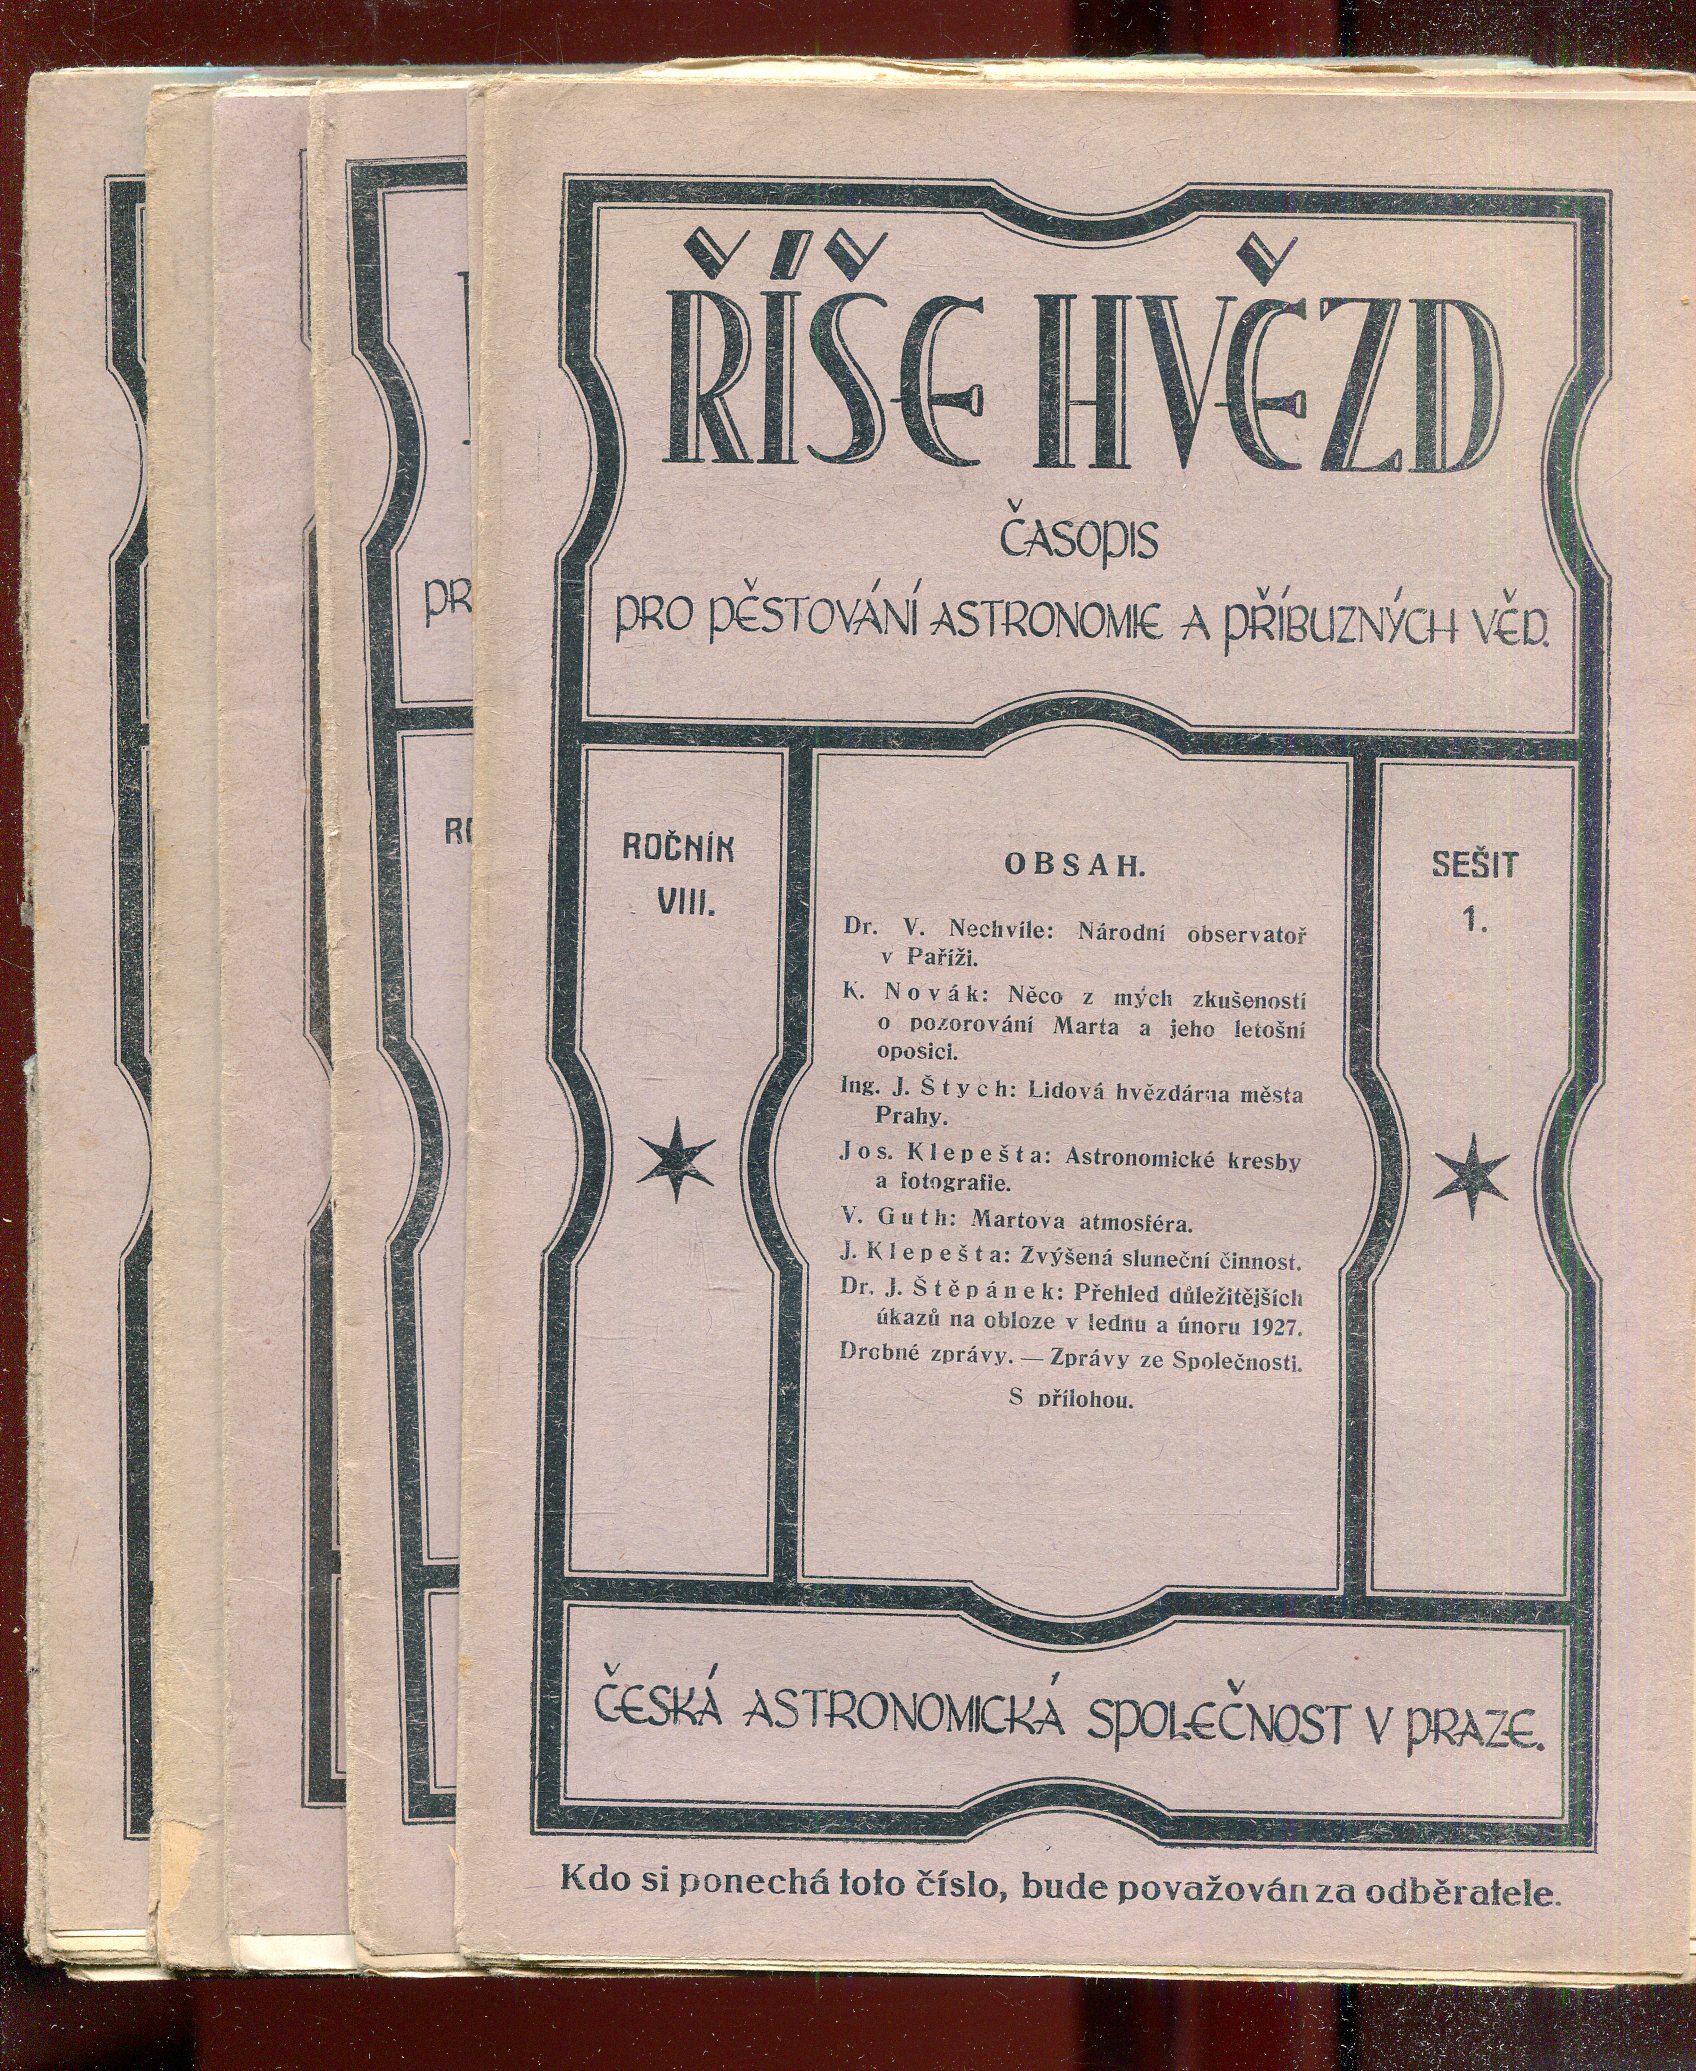 ŘÍŠE HVĚZD
ČASOPIS
PRO PĚSTOVÁNÍ ASTRONOMIE A PŘÍBUZNÝCH VĚD.
ROČNÍK
VIII.
OBSAH.
Dr. V. Nechvíle: Národní observatoř
v Paříži.
K. Novák: Něco z mých zkušeností
o pozorování Marta a jeho letošní
oposici.
Ing. J. Štych: Lidová hvězdárna města
Prahy.
Jos. Klepešta: Astronomické kresby
a fotografie.
V. Guth: Martova atmosféra.
J. Klepešta: Zvýšená sluneční činnost.
Dr. J. Štěpánek: Přehled důležitějších
úkazů na obloze v lednu a únoru 1927.
Drobné zprávy. — Zprávy ze Společnosti.
S přílohou.
SEŠIT
1.
ČESKÁ ASTRONOMICKÁ SPOLEČNOST V PRAZE.
Kdo si ponechá toto číslo, bude považován za odběratele.
PR